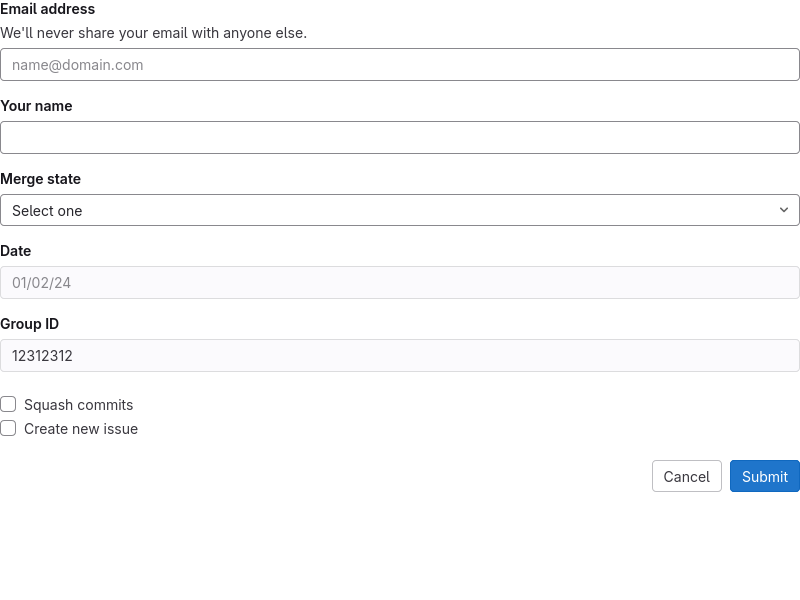 Email address
We'll never share your email with anyone else.
name@domain.com
Your name
Merge state
Select one
Date
01/02/24
Group ID
12312312
Squash commits
Create new issue
Cancel Submit